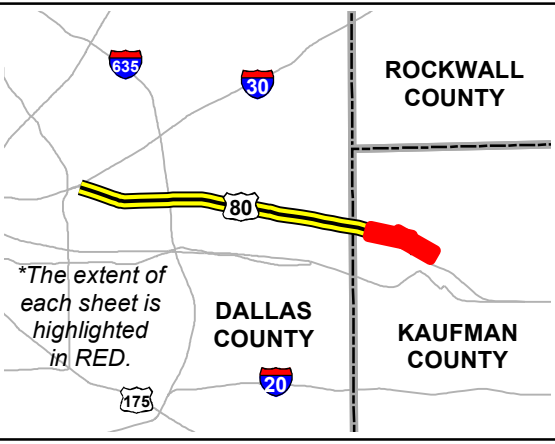 635
30
ROCKWALL
COUNTY
80
*The extent of
each sheet is
highlighted
in RED.
DALLAS
COUNTY
KAUFMAN
COUNTY
20
175